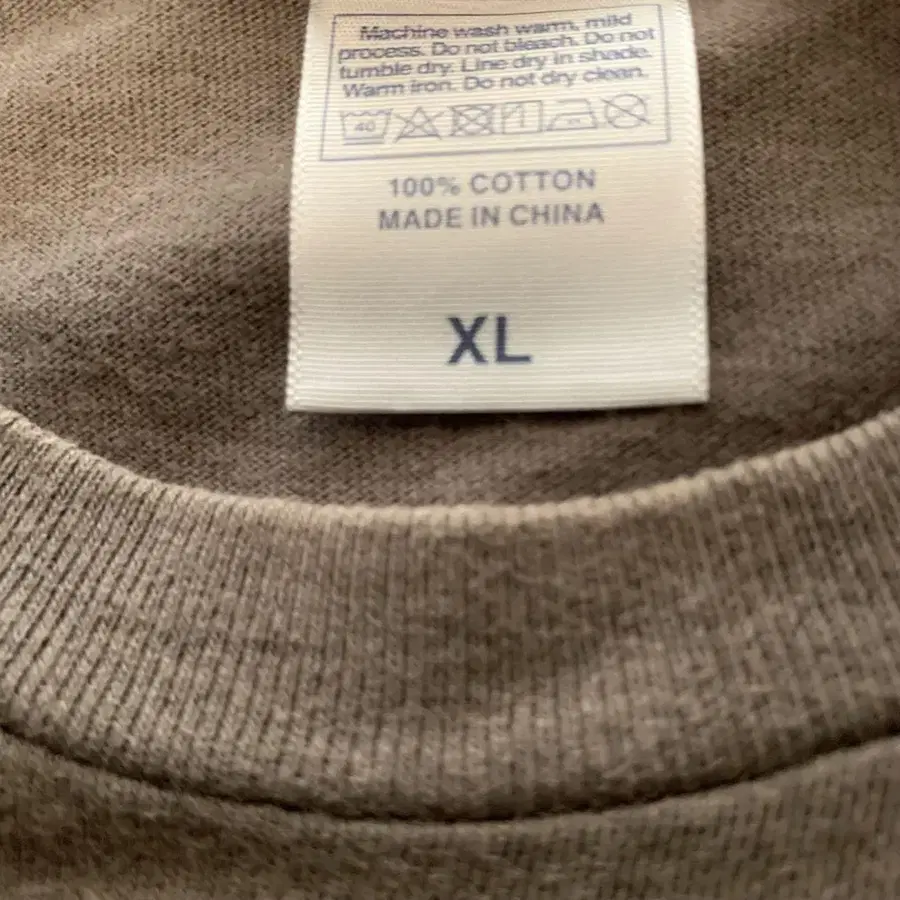 Machine wash warm, mild
process. Do not bleach. Do not
tumble dry. Line dry in shade.
Warm iron. Do not dry clean.
40
100% COTTON
MADE IN CHINA
XL